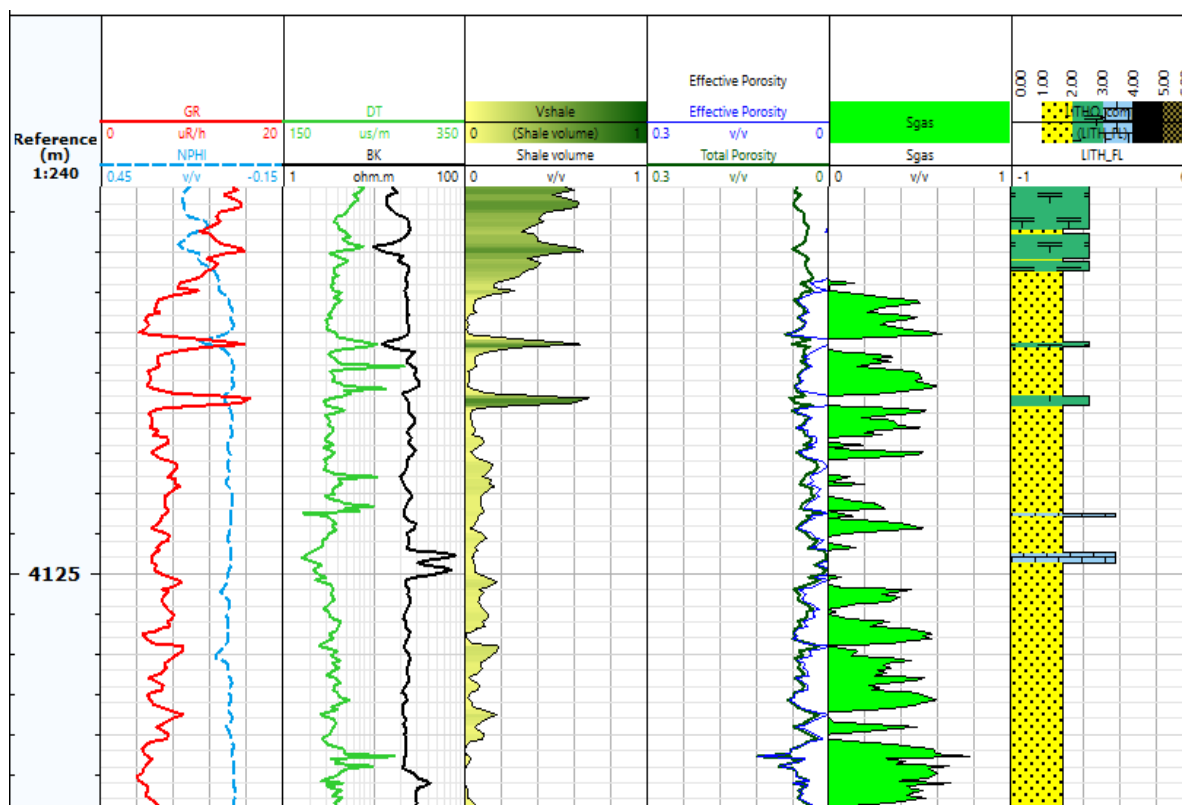 Effective Porosity
0.00 1.00 2.00 3.00 4.00 5.00
GR DT Vshale Effective Porosity Sgas THO com
0 uR/h 20 150 us/m 350 0 (Shale volume) 1 0.3 v/v 0 (LITH_FL)
Reference
(m)
1:240
NPHI BK Shale volume Total Porosity Sgas LITH_FL
0.45 v/v -0.15 1 ohm.m 100 0 v/v 1 0.3 v/v 0 0 v/v 1 -1
4125